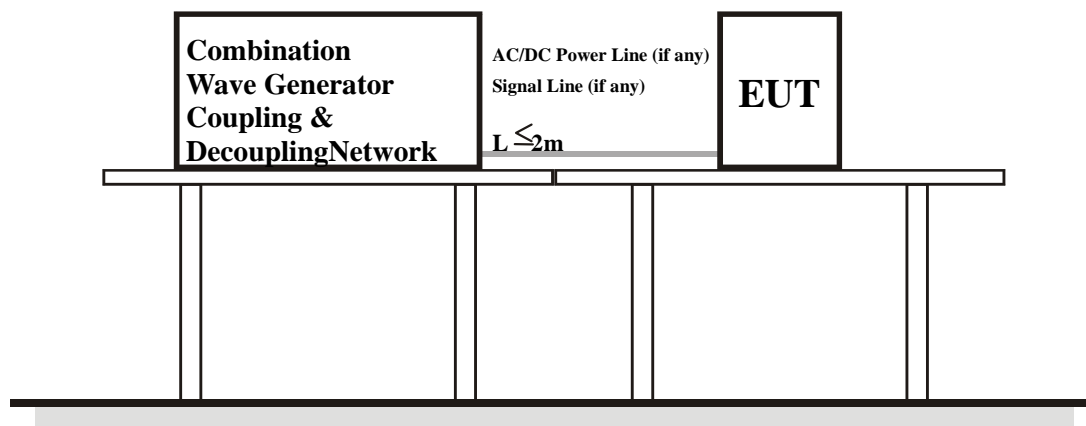 Combination
Wave Generator
Coupling &
DecouplingNetwork
AC/DC Power Line (if any)
Signal Line (if any)
L ≤2m
EUT